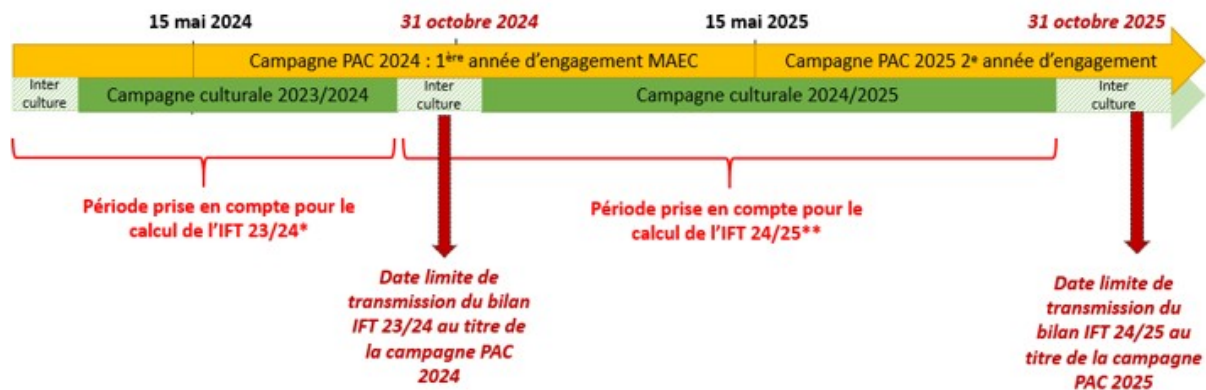 15 mai 2024
31 octobre 2024
15 mai 2025
31 octobre 2025
Campagne PAC 2024 : 1ère année d'engagement MAEC
Campagne PAC 2025 2e année d'engagement
Inter
culture
Campagne culturale 2023/2024
Inter
culture
Campagne culturale 2024/2025
Inter
culture
Période prise en compte pour le
calcul de l'IFT 23/24*
Période prise en compte pour le
calcul de l'IFT 24/25**
Date limite de
transmission du bilan
IFT 23/24 au titre de
la campagne PAC
2024
Date limite de
transmission du
bilan IFT 24/25 au
titre de la campagne
PAC 2025